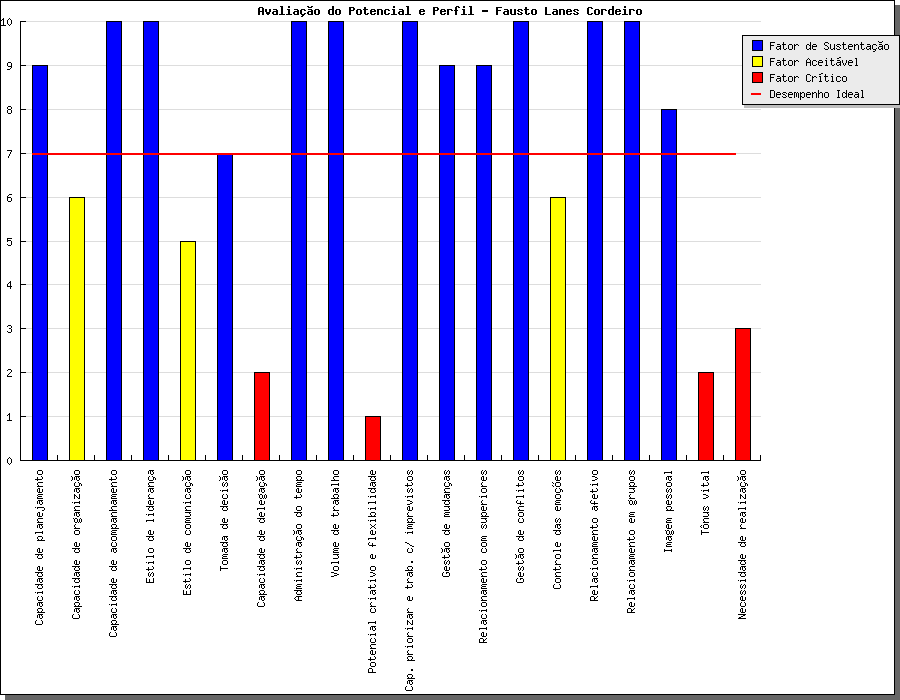 Avaliação do Potencial e Perfil - Fausto Lanes Cordeiro
10
9
8
7
6
5
4
3
2
1
0
Fator de Sustentação
Fator Aceitável
Fator Crítico
Desempenho Ideal
Capacidade de planejamento
Capacidade de organização
Capacidade de acompanhamento
Estilo de liderança
Estilo de comunicação
Tomada de decisão
Capacidade de delegação
Administração do tempo
Volume de trabalho
Potencial criativo e flexibilidade
Cap. priorizar e trab. c/ imprevistos
Gestão de mudanças
Relacionamento com superiores
Gestão de conflitos
Controle das emoções
Relacionamento afetivo
Relacionamento em grupos
Imagem pessoal
Tônus vital
Necessidade de realização